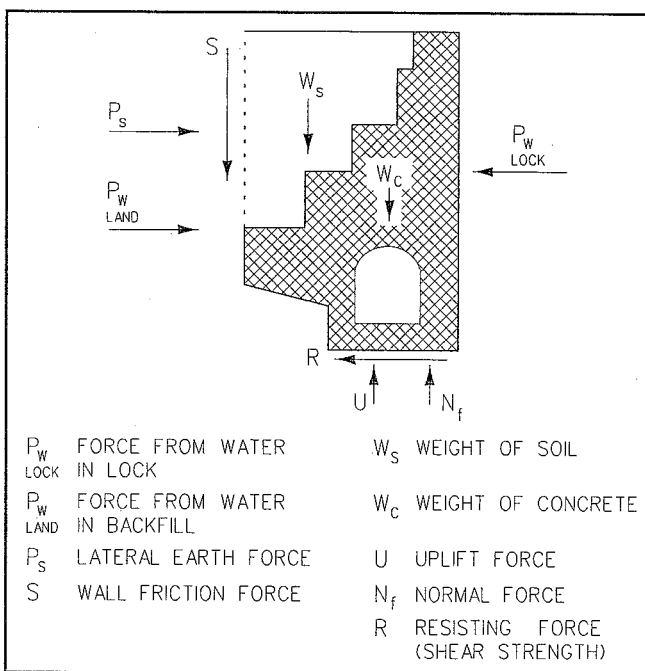 S
W_s
P_s
P_W LOCK
W_c
P_W LAND
R
U
N_f
P_W LOCK FORCE FROM WATER IN LOCK
P_W LAND FORCE FROM WATER IN BACKFILL
P_s LATERAL EARTH FORCE
S WALL FRICTION FORCE
W_s WEIGHT OF SOIL
W_c WEIGHT OF CONCRETE
U UPLIFT FORCE
N_f NORMAL FORCE
R RESISTING FORCE
(SHEAR STRENGTH)